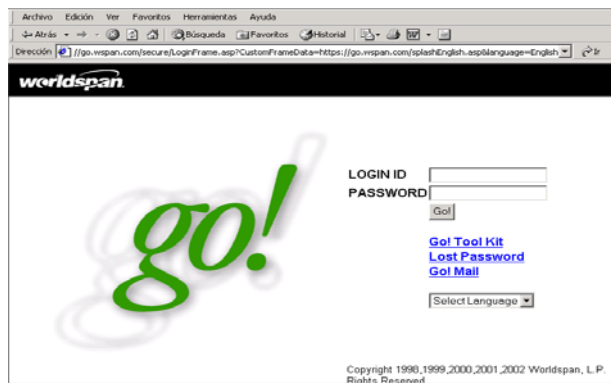 Archivo Edición Ver Favoritos Herramientas Ayuda
Atrás Búsqueda Favoritos Historial
Dirección //go.wspan.com/secure/LoginFrame.asp?CustomFrameData=https://go.wspan.com/splashEnglish.asp&language=English Ir
worldspan
go!
LOGIN ID
PASSWORD
Go!
Go! Tool Kit
Lost Password
Go! Mail
Select Language
Copyright 1998,1999,2000,2001,2002 Worldspan, L.P.
Rights Reserved